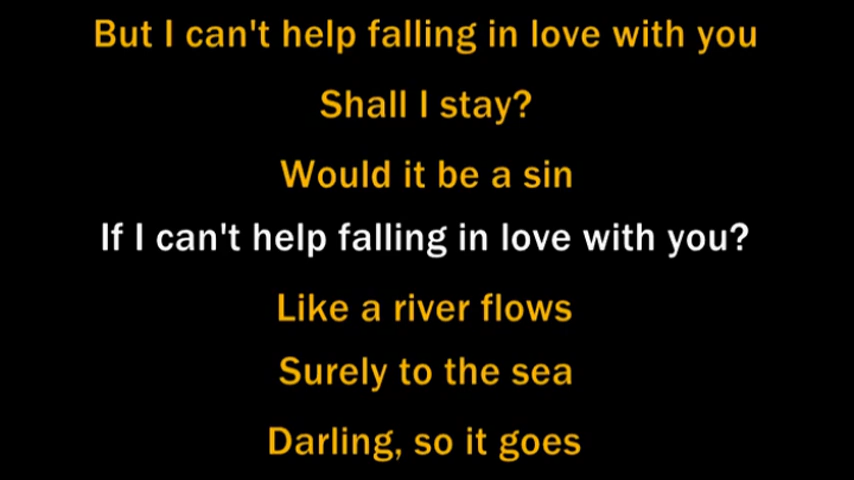 But I can't help falling in love with you
Shall I stay?
Would it be a sin
If I can't help falling in love with you?
Like a river flows
Surely to the sea
Darling, so it goes